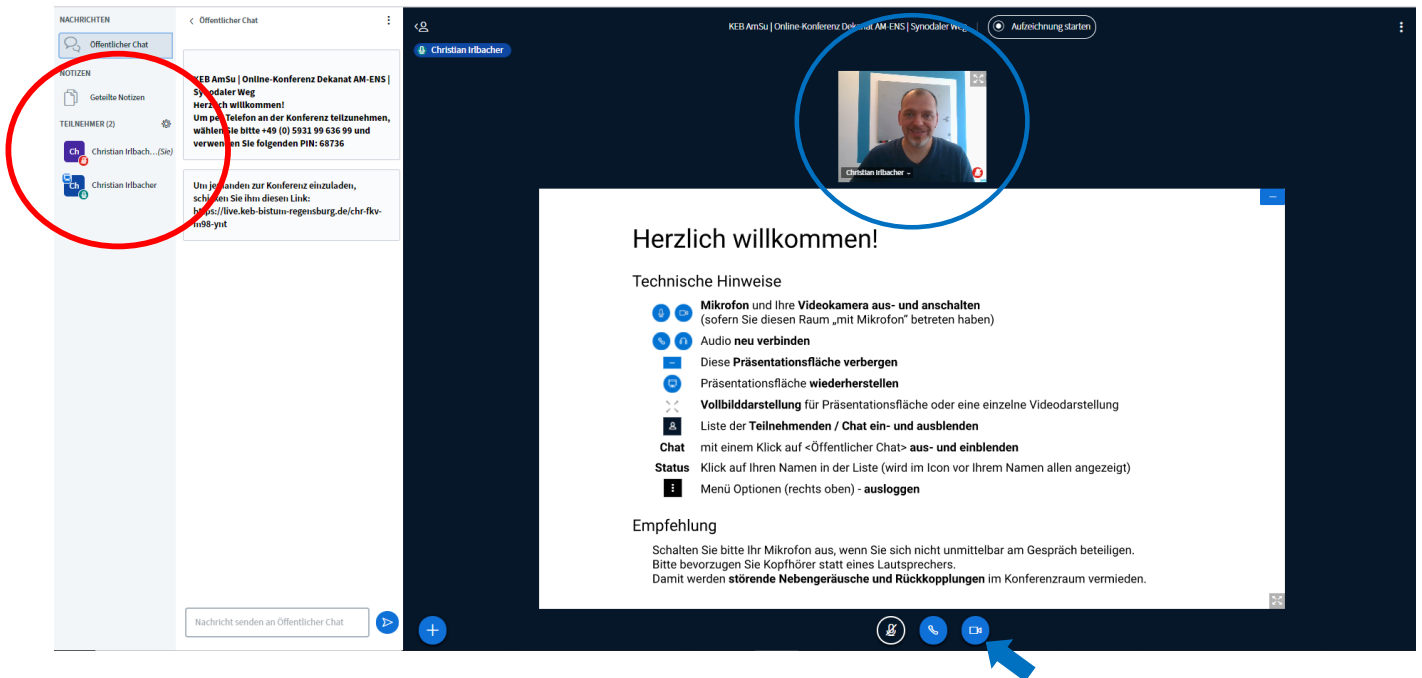 NACHRICHTEN
Öffentlicher Chat
NOTIZEN
Geteilte Notizen
TEILNEHMER (2)
Ch
Christian Irlbach... (Sie)
Ch
Christian Irlbacher
Öffentlicher Chat
KEB AmSu | Online-Konferenz Dekanat AM-ENS |
Synodaler Weg
Herzlich willkommen!
Um per Telefon an der Konferenz teilzunehmen,
wählen Sie bitte +49 (0) 5931 99 636 99 und
verwenden Sie folgenden PIN: 68736
Um jemanden zur Konferenz einzuladen,
schicken Sie ihm diesen Link:
https://live.keb-bistum-regensburg.de/chr-fkv-
m98-ynt
Nachricht senden an Öffentlicher Chat
KEB AmSu | Online-Konferenz Dekanat AM-ENS | Synodaler Weg
Aufzeichnung starten
Christian Irlbacher
Christian Irlbacher
Herzlich willkommen!
Technische Hinweise
Mikrofon und Ihre Videokamera aus- und anschalten
(sofern Sie diesen Raum „mit Mikrofon“ betreten haben)
Audio neu verbinden
Diese Präsentationsfläche verbergen
Präsentationsfläche wiederherstellen
Vollbilddarstellung für Präsentationsfläche oder eine einzelne Videodarstellung
Liste der Teilnehmenden / Chat ein- und ausblenden
Chat mit einem Klick auf <Öffentlicher Chat> aus- und einblenden
Status Klick auf Ihren Namen in der Liste (wird im Icon vor Ihrem Namen allen angezeigt)
Menü Optionen (rechts oben) - ausloggen
Empfehlung
Schalten Sie bitte Ihr Mikrofon aus, wenn Sie sich nicht unmittelbar am Gespräch beteiligen.
Bitte bevorzugen Sie Kopfhörer statt eines Lautsprechers.
Damit werden störende Nebengeräusche und Rückkopplungen im Konferenzraum vermieden.